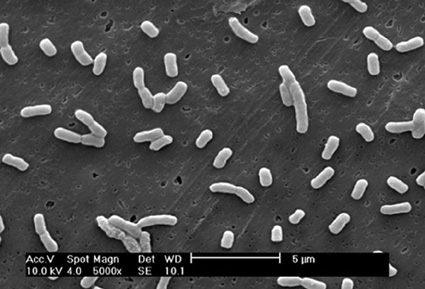 Acc.V Spot Magn Det WD 5 µm
10.0 kV 4.0 5000x SE 10.1